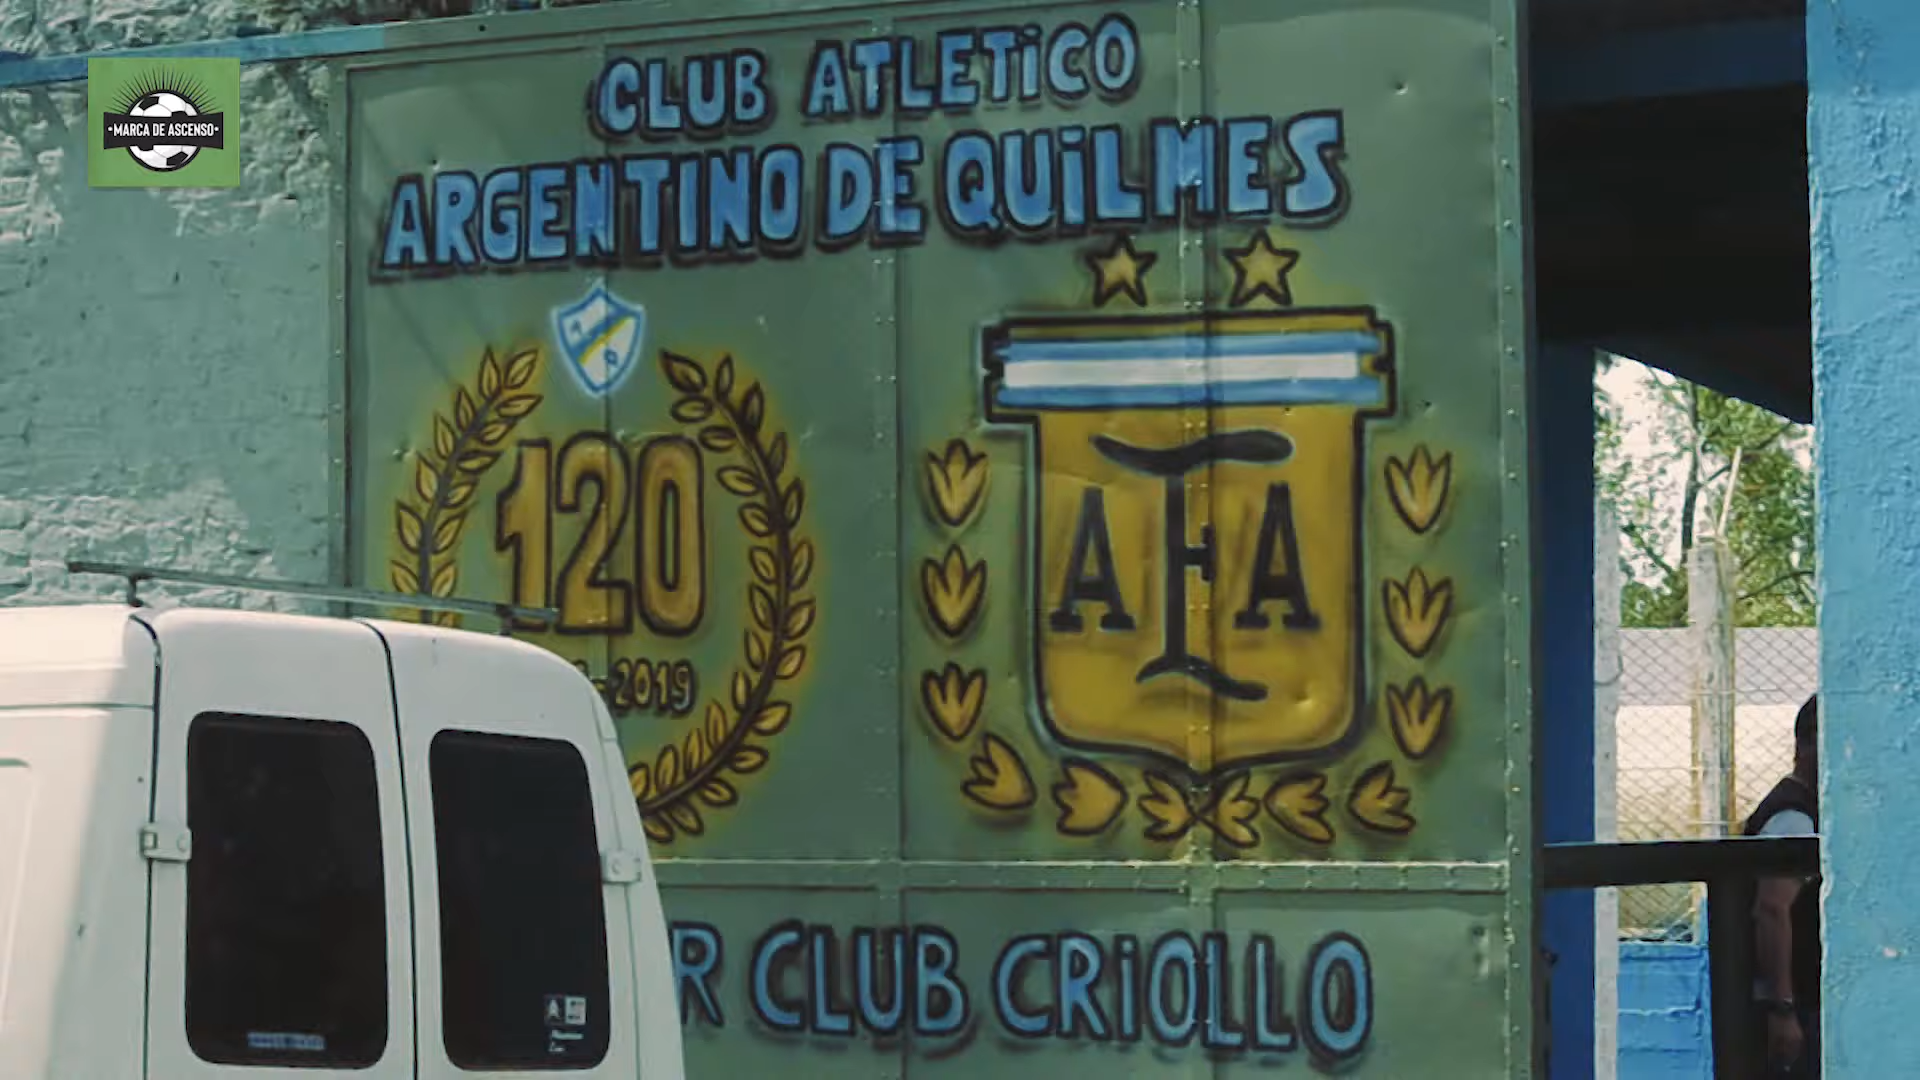 CLUB ATLETiCO
ARGENTINO DE QUiLMES
•MARCA DE ASCENSO•
A
Q
120
- 2019
AFA
CLUB CRiOLLO